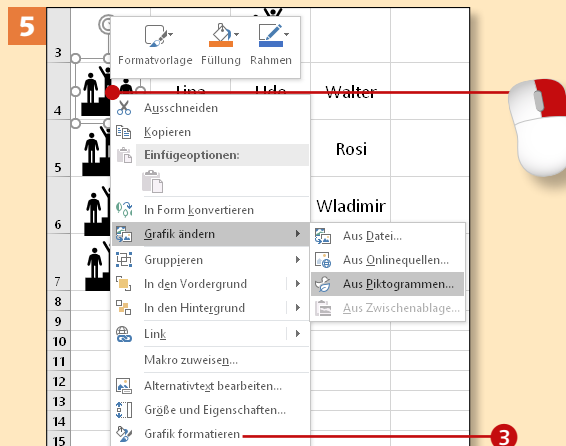 5
3
Formatvorlage Füllung Rahmen
4
Lina Udo Walter
Ausschneiden
Kopieren
Einfügeoptionen:
5
Rosi
In Form konvertieren
6
Wladimir
Grafik ändern
Aus Datei...
Gruppieren
Aus Onlinequellen...
7
In den Vordergrund
Aus Piktogrammen...
8
In den Hintergrund
Aus Zwischenablage...
9
Link
10
11
Makro zuweisen...
12
Alternativtext bearbeiten...
13
Größe und Eigenschaften...
14
Grafik formatieren
3
15